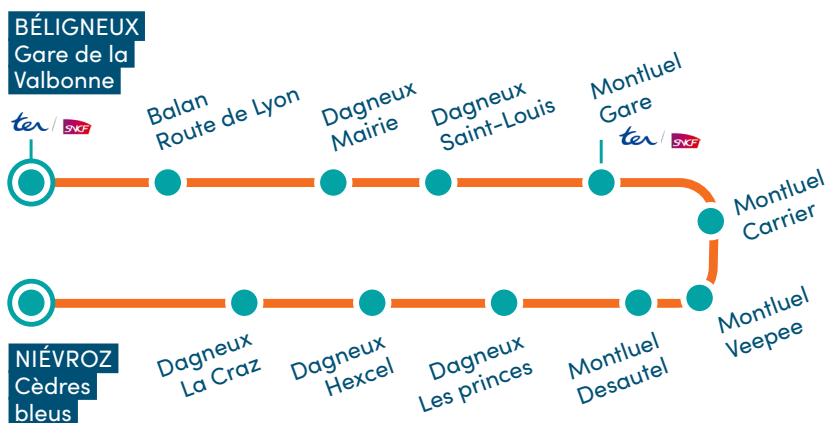 BÉLIGNEUX
Gare de la
Valbonne
ter / SNCF
Balan
Route de Lyon
Dagneux
Mairie
Dagneux
Saint-Louis
Montluel
Gare
ter / SNCF
Montluel
Carrier
Montluel
Veepee
Montluel
Desautel
Dagneux
Les princes
Dagneux
Hexcel
Dagneux
La Craz
NIÉVROZ
Cèdres
bleus